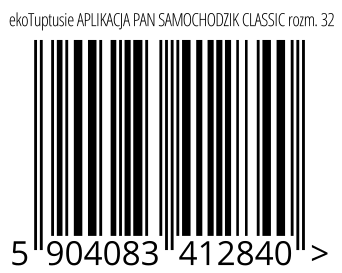 ekoTuptusie APLIKACJA PAN SAMOCHODZIK CLASSIC rozm. 32
5 904083 412840 >